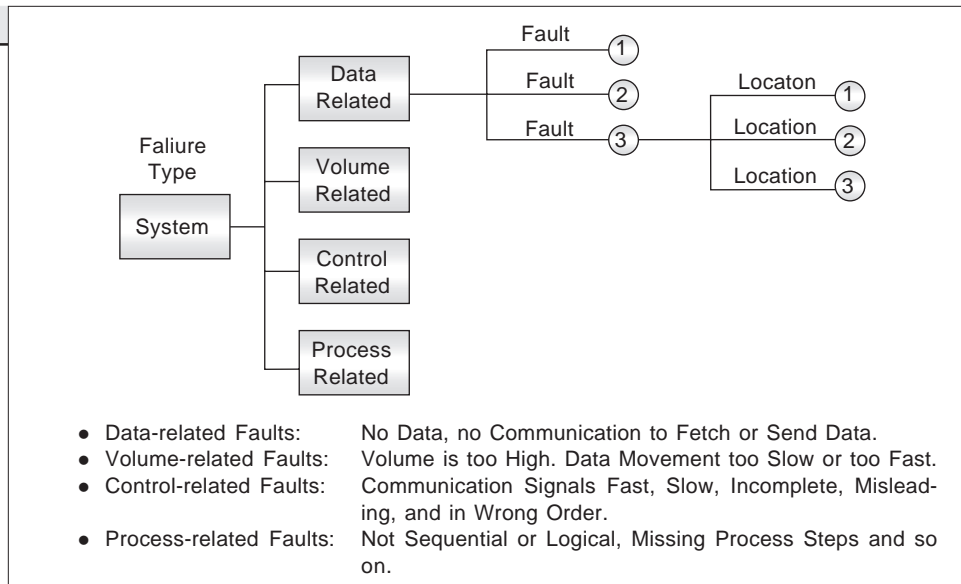 Fault
1
Data
Related
Fault
2
Locaton
1
Fault
3
Location
2
Faliure
Type
Volume
Related
Location
3
System
Control
Related
Process
Related
● Data-related Faults: No Data, no Communication to Fetch or Send Data.
● Volume-related Faults: Volume is too High. Data Movement too Slow or too Fast.
● Control-related Faults: Communication Signals Fast, Slow, Incomplete, Mislead-
ing, and in Wrong Order.
● Process-related Faults: Not Sequential or Logical, Missing Process Steps and so
on.